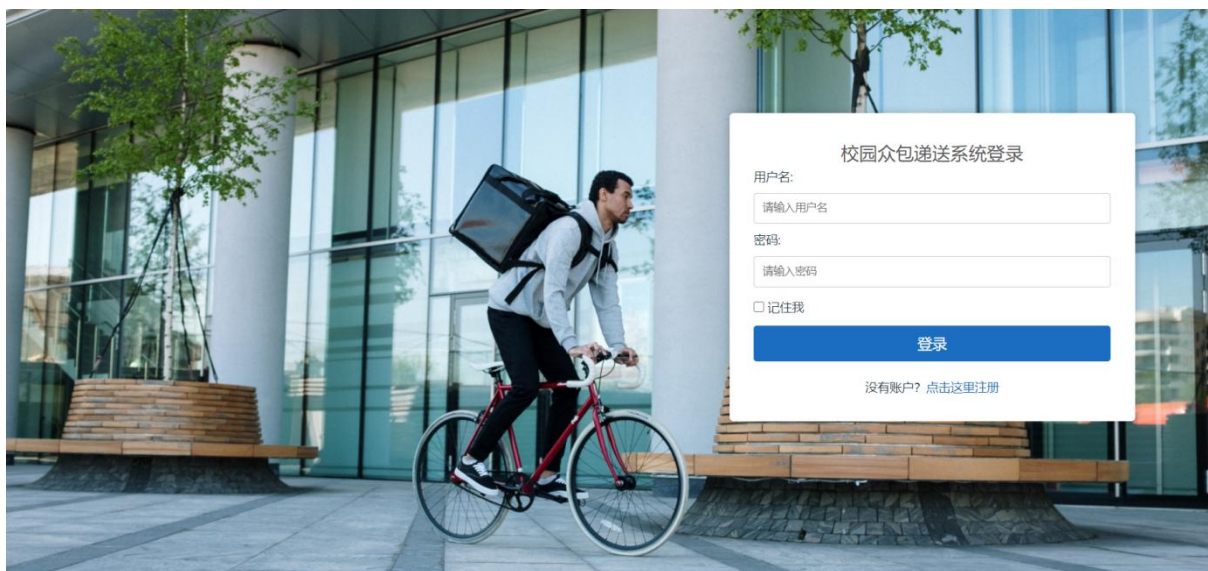 校园众包递送系统登录
用户名:
请输入用户名
密码:
请输入密码
记住我
登录
没有账户? 点击这里注册